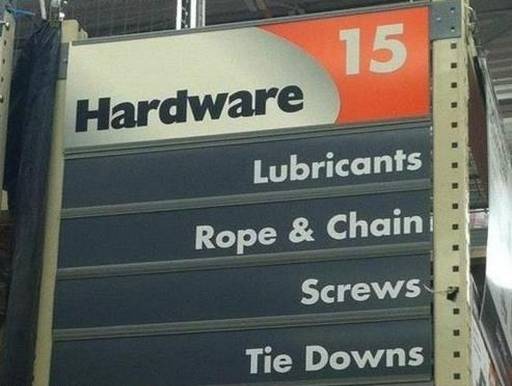 15
Hardware
Lubricants
Rope & Chain
Screws
Tie Downs